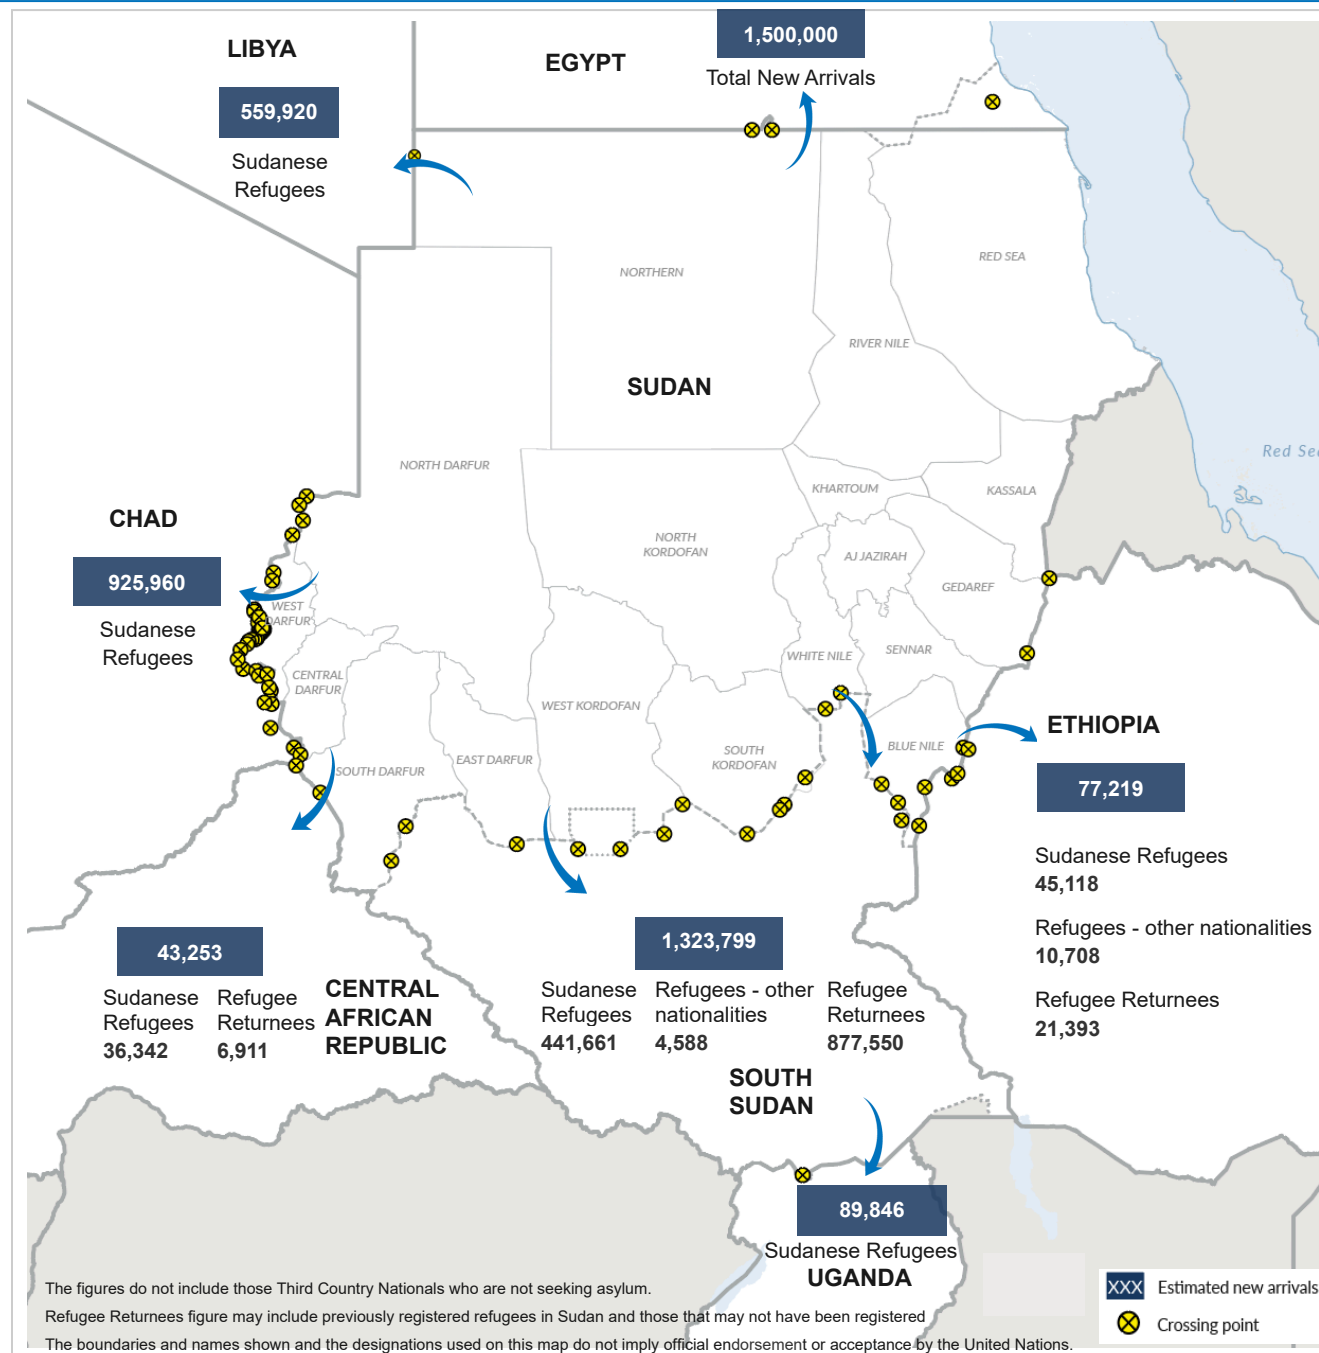 LIBYA
559,920
Sudanese
Refugees
EGYPT
1,500,000
Total New Arrivals
NORTHERN
RED SEA
RIVER NILE
SUDAN
NORTH DARFUR
KHARTOUM
KASSALA
Red Sea
NORTH
KORDOFAN
AJ JAZIRAH
GEDAREF
CHAD
925,960
Sudanese
Refugees
WEST
DARFUR
CENTRAL
DARFUR
WHITE NILE
SENNAR
WEST KORDOFAN
SOUTH
KORDOFAN
BLUE NILE
EAST DARFUR
SOUTH DARFUR
ETHIOPIA
77,219
Sudanese Refugees
45,118
Refugees - other nationalities
10,708
Refugee Returnees
21,393
43,253
Sudanese
Refugees
36,342
Refugee
Returnees
6,911
CENTRAL
AFRICAN
REPUBLIC
1,323,799
Sudanese
Refugees
441,661
Refugees - other
nationalities
4,588
Refugee
Returnees
877,550
SOUTH
SUDAN
89,846
Sudanese Refugees
UGANDA
XXX Estimated new arrivals
Crossing point
The figures do not include those Third Country Nationals who are not seeking asylum.
Refugee Returnees figure may include previously registered refugees in Sudan and those that may not have been registered
The boundaries and names shown and the designations used on this map do not imply official endorsement or acceptance by the United Nations.